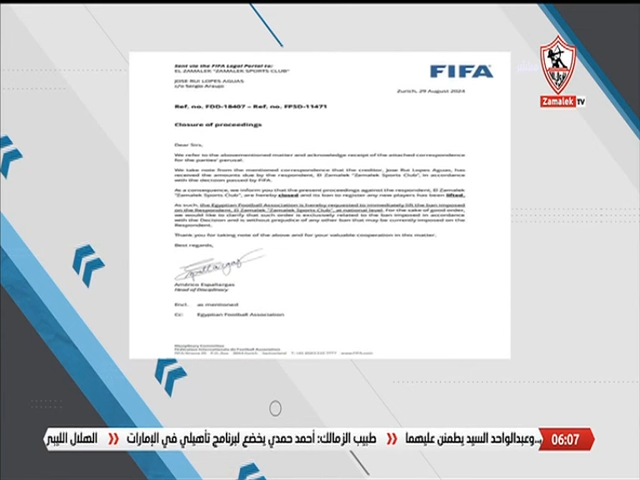 Sent via the FIFA Legal Portal to:
EL ZAMALEK "ZAMALEK SPORTS CLUB"
JOSE RUI LOPES AGUAS
c/o Sergio Araujo
FIFA
Zurich, 29 August 2024
Zamalek TV
Ref. no. FDD-18407 – Ref. no. FPSD-11471
Closure of proceedings
Dear Sirs,
We refer to the abovementioned matter and acknowledge receipt of the attached correspondence
for the parties' perusal.
We take note from the mentioned correspondence that the creditor, Jose Rui Lopes Aguas, has
received the amounts due by the respondent, El Zamalek "Zamalek Sports Club", in accordance
with the decision passed by FIFA.
As a consequence, we inform you that the present proceedings against the respondent, El Zamalek
"Zamalek Sports Club", are hereby closed and its ban to register any new players has been lifted.
As such, the Egyptian Football Association is hereby requested to immediately lift the ban imposed
on the Respondent, El Zamalek "Zamalek Sports Club", at national level. For the sake of good order,
we would like to clarify that such order is exclusively related to the ban imposed in accordance
with the Decision and is without prejudice of any other ban that may be currently imposed on the
Respondent.
Thank you for taking note of the above and for your valuable cooperation in this matter.
Best regards,
Américo Espallargas
Head of Disciplinary
Encl. as mentioned
Cc: Egyptian Football Association
Disciplinary Committee
Fédération Internationale de Football Association
06:07 ..وعبدالواحد السيد يطمئن عليهما » طبيب الزمالك: أحمد حمدي يخضع لبرنامج تأهيلي في الإمارات » الهلال الليبي